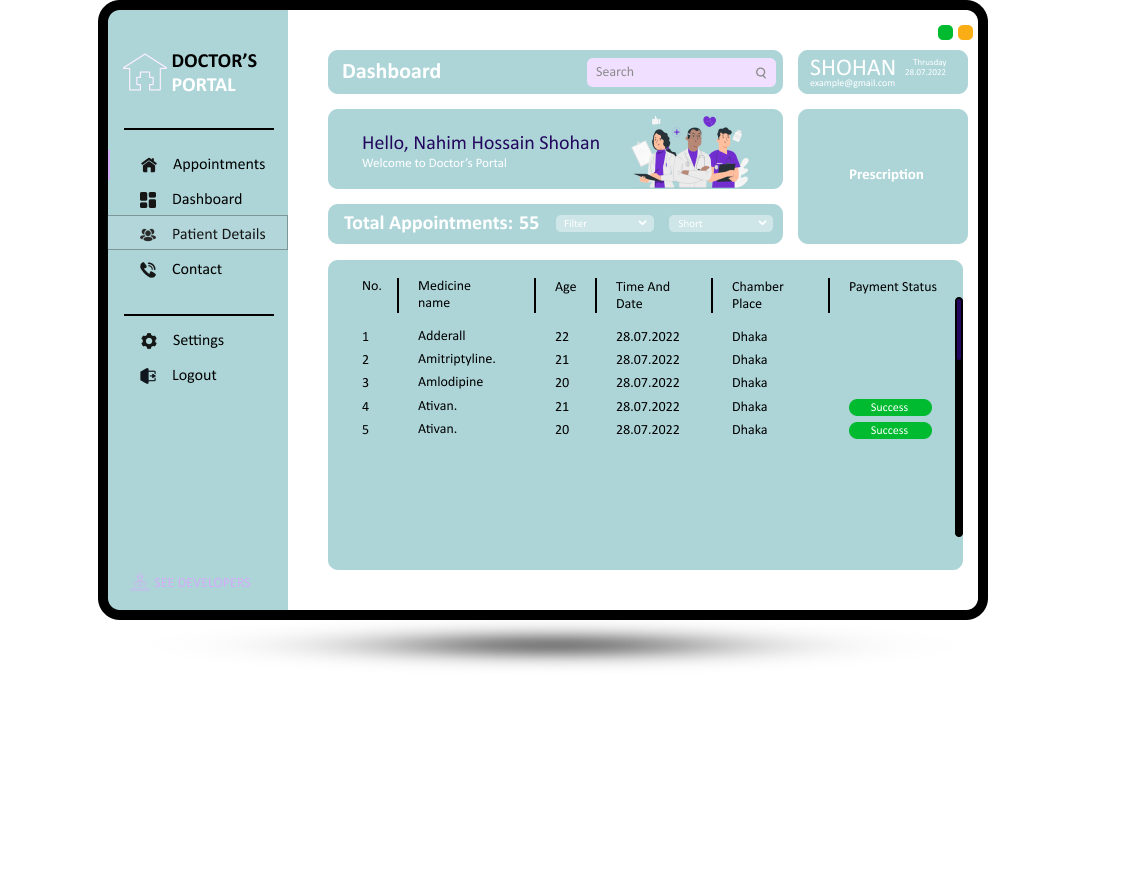 DOCTOR'S
PORTAL
Appointments
Dashboard
Patient Details
Contact
Settings
Logout
SEE DEVELOPERS
Dashboard
Search
SHOHAN
Thrusday
28.07.2022
example@gmail.com
Hello, Nahim Hossain Shohan
Welcome to Doctor's Portal
Prescription
Total Appointments: 55
Filter
Short
No. Medicine name Age Time And Date Chamber Place Payment Status
1 Adderall 22 28.07.2022 Dhaka
2 Amitriptyline. 21 28.07.2022 Dhaka
3 Amlodipine 20 28.07.2022 Dhaka
4 Ativan. 21 28.07.2022 Dhaka Success
5 Ativan. 20 28.07.2022 Dhaka Success